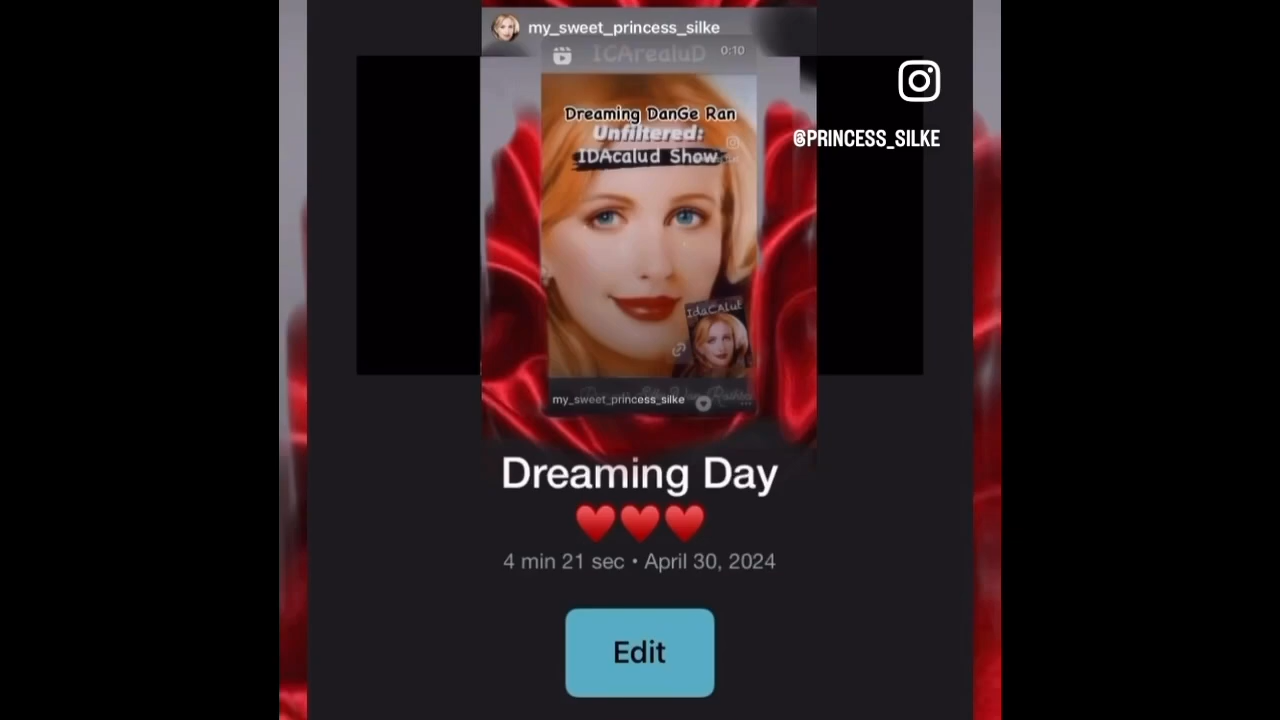 my_sweet_princess_silke
ICArealuD
0:10
@PRINCESS_SILKE
Dreaming DanGe Ran
Unfiltered:
IDAcalud Show
IdaCAlut
my_sweet_princess_silke
Dreaming Day
♥️♥️♥️
4 min 21 sec • April 30, 2024
Edit